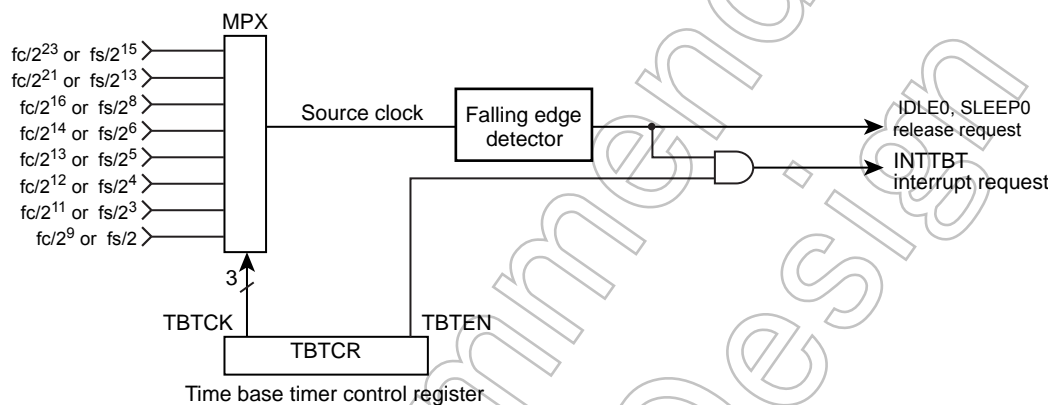 MPX
fc/2^23 or fs/2^15
fc/2^21 or fs/2^13
fc/2^16 or fs/2^8
fc/2^14 or fs/2^6
fc/2^13 or fs/2^5
fc/2^12 or fs/2^4
fc/2^11 or fs/2^3
fc/2^9 or fs/2
Source clock
Falling edge
detector
IDLE0, SLEEP0
release request
INTTBT
interrupt request
3
TBTCK
TBTEN
TBTCR
Time base timer control register